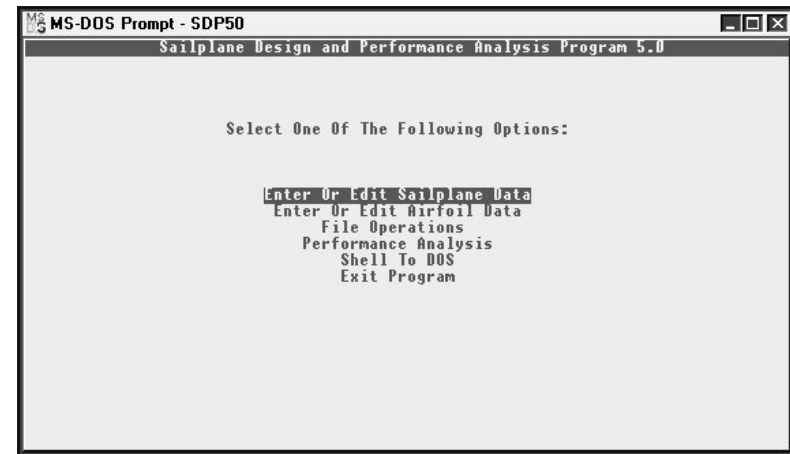 MS-DOS Prompt - SDP50
Sailplane Design and Performance Analysis Program 5.0
Select One Of The Following Options:
Enter Or Edit Sailplane Data
Enter Or Edit Airfoil Data
File Operations
Performance Analysis
Shell To DOS
Exit Program